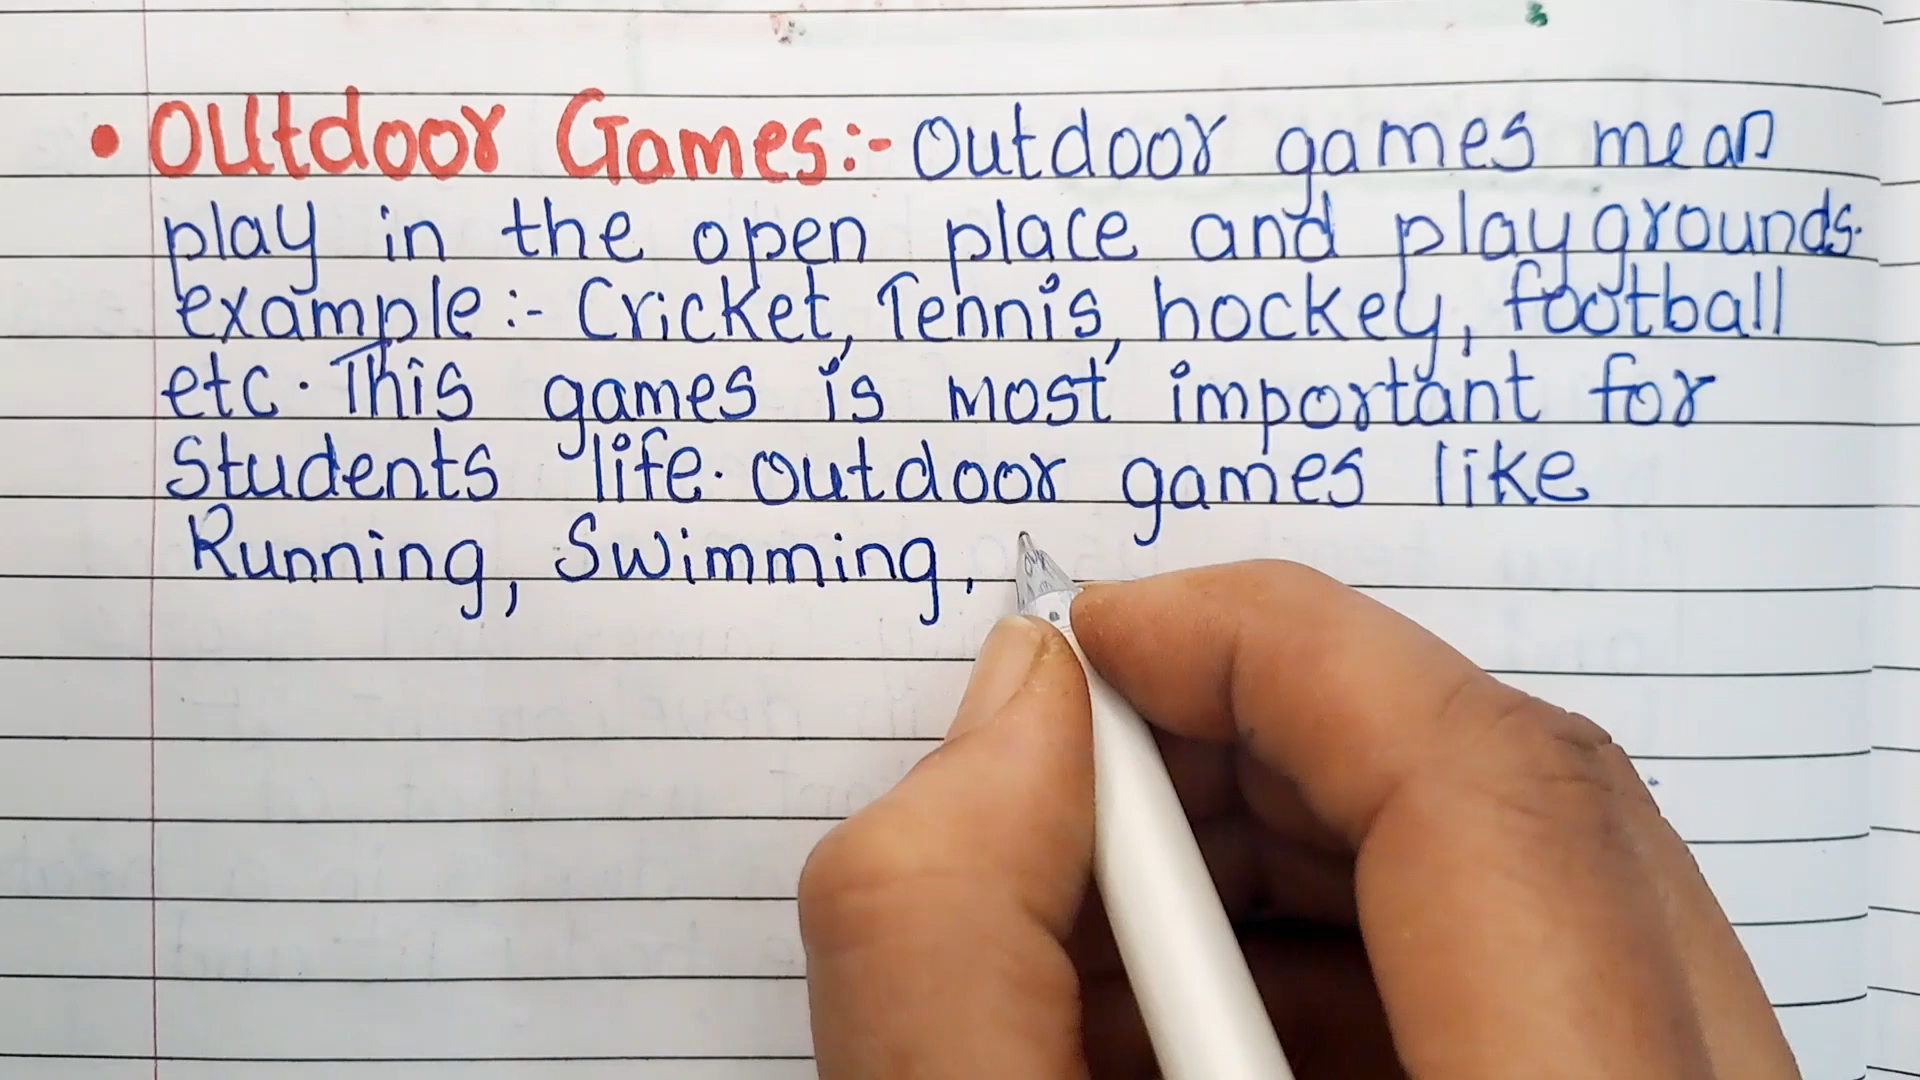 • Outdoor Games:- Outdoor games mean
play in the open place and playgrounds.
example:- Cricket, Tennis, hockey, football
etc. This games is most important for
Students life. Outdoor games like
Running, Swimming,